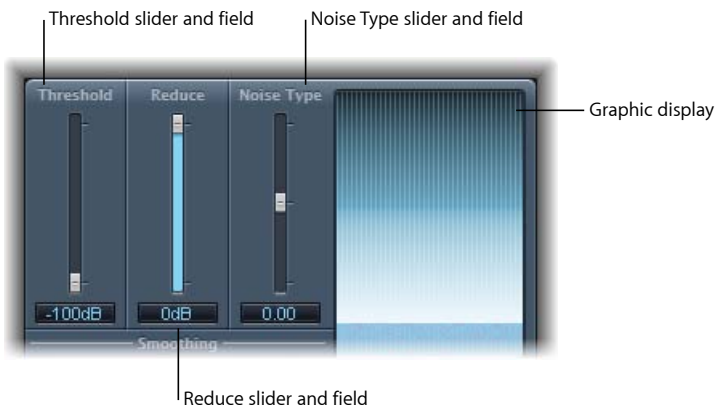 Threshold slider and field
Noise Type slider and field
Threshold
Reduce
Noise Type
Graphic display
-100dB
0dB
0.00
Smoothing
Reduce slider and field